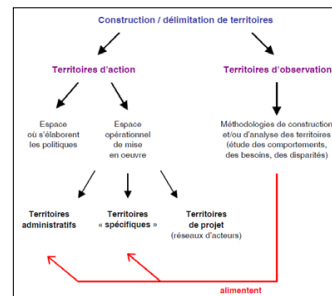 Construction / délimitation de territoires
Territoires d'action
Territoires d'observation
Espace
où s'élaborent
les politiques
Espace
opérationnel
de mise
en oeuvre
Méthodologies de construction
et/ou d'analyse des territoires
(étude des comportements,
des besoins, des disparités)
Territoires
administratifs
Territoires
« spécifiques »
Territoires
de projet
(réseaux d'acteurs)
alimentent